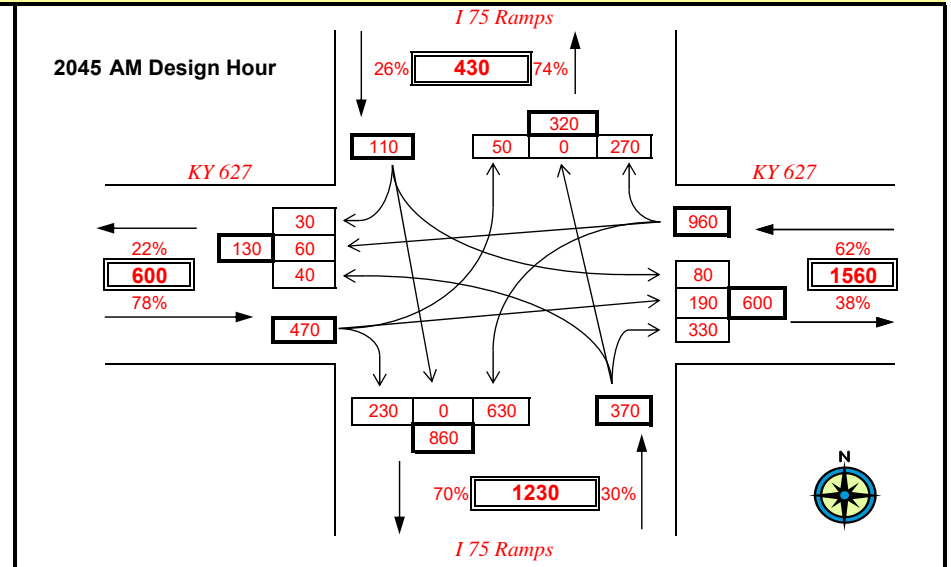 I 75 Ramps
2045 AM Design Hour
26% 430 74%
320
110 50 0 270
KY 627 KY 627
30 960
22% 130 60 62%
600 40 80 1560
78% 190 600 38%
470 330
230 0 630 370
860
N
70% 1230 30%
I 75 Ramps